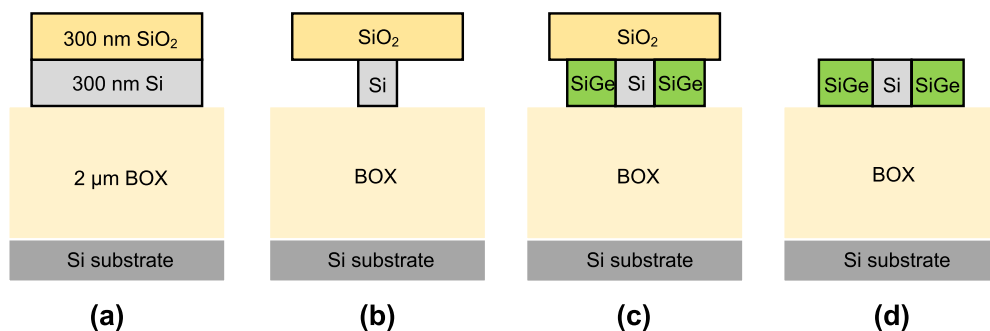 300 nm SiO₂
300 nm Si
2 µm BOX
Si substrate
(a)
SiO₂
Si
BOX
Si substrate
(b)
SiO₂
SiGe Si SiGe
BOX
Si substrate
(c)
SiGe Si SiGe
BOX
Si substrate
(d)